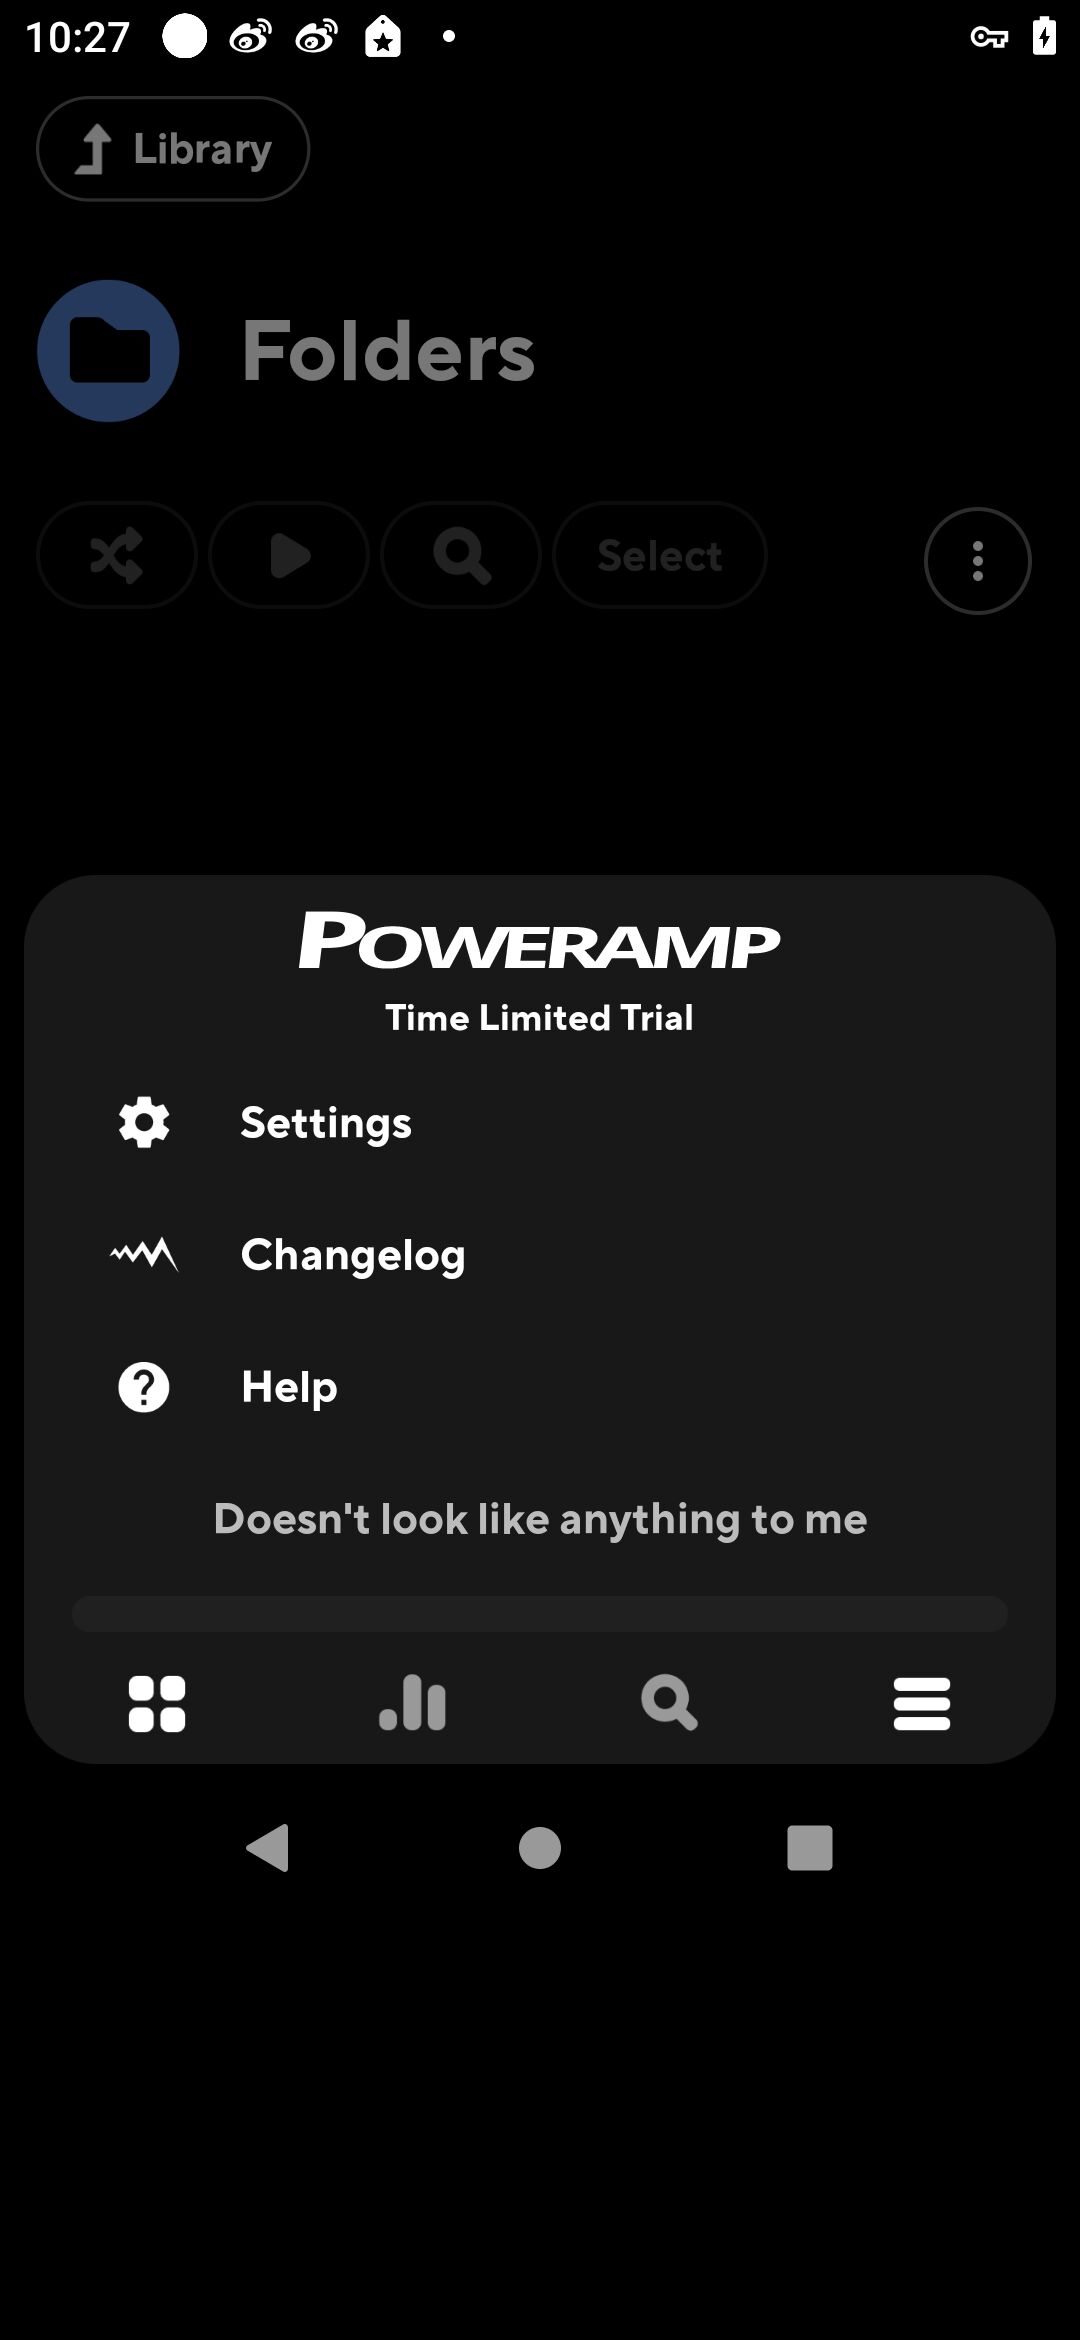 10:27
Library
Folders
Select
POWERAMP
Time Limited Trial
Settings
Changelog
Help
Doesn't look like anything to me